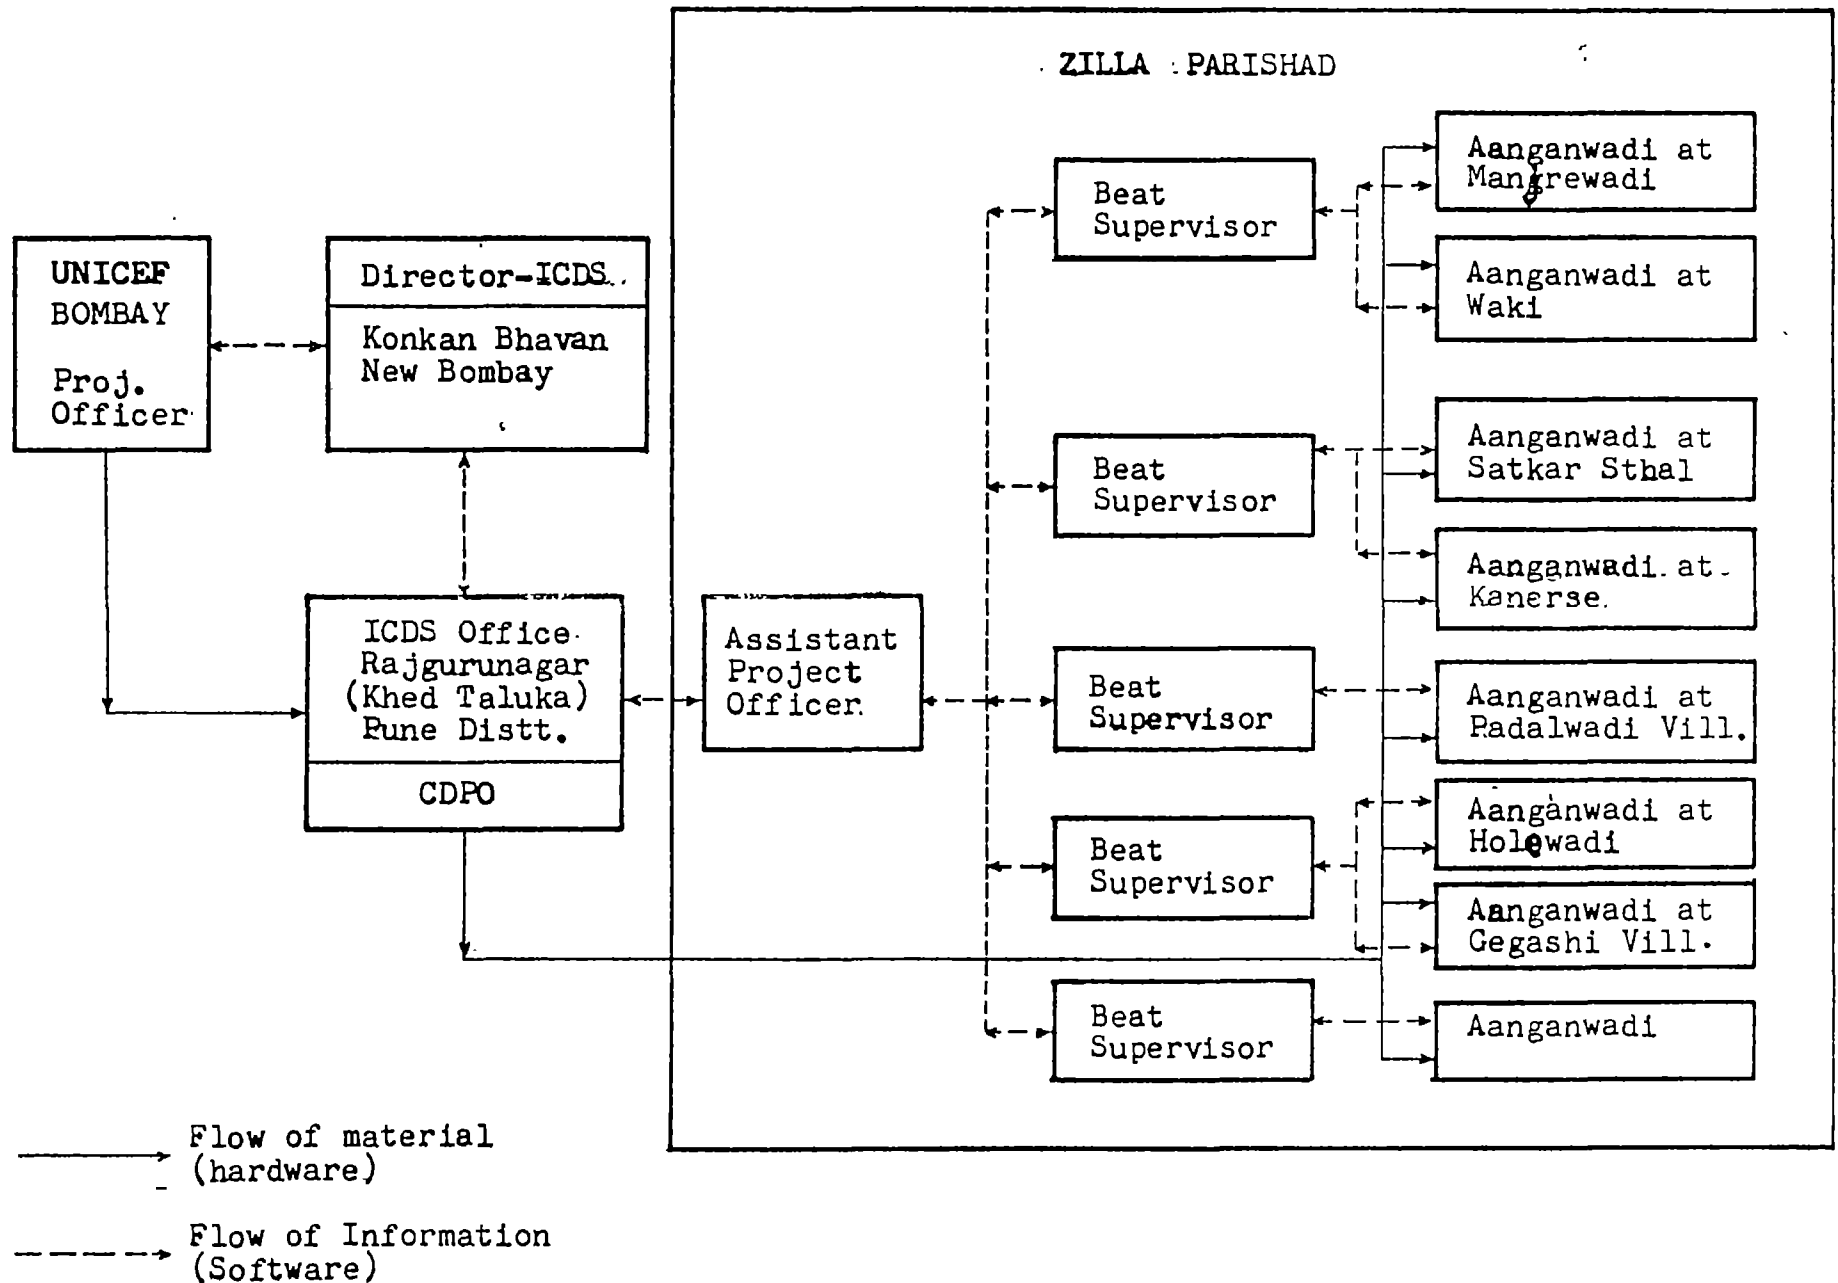 ZILLA PARISHAD
UNICEF
BOMBAY
Proj.
Officer
Director-ICDS
Konkan Bhavan
New Bombay
ICDS Office
Rajgurunagar
(Khed Taluka)
Pune Distt.
CDPO
Assistant
Project
Officer
Beat
Supervisor
Beat
Supervisor
Beat
Supervisor
Beat
Supervisor
Beat
Supervisor
Aanganwadi at
Aanganwadi at
Waki
Aanganwadi at
Satkar Sthal
Aanganwadi at
Kanerse
Aanganwadi at
Padalwadi Vill.
Aanganwadi at
Holewadi
Aanganwadi at
Gegashi Vill.
Aanganwadi
Flow of material
(hardware)
Flow of Information
(Software)